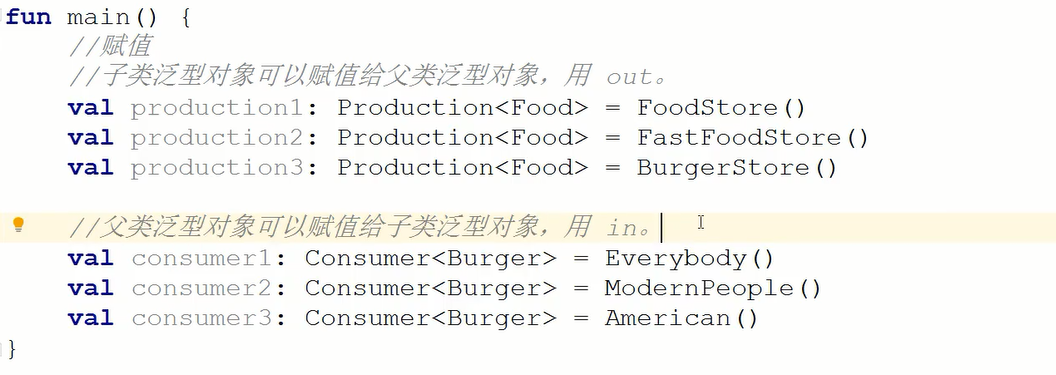 fun main() {
//赋值
//子类泛型对象可以赋值给父类泛型对象，用 out。
val production1: Production<Food> = FoodStore()
val production2: Production<Food> = FastFoodStore()
val production3: Production<Food> = BurgerStore()
//父类泛型对象可以赋值给子类泛型对象，用 in。
val consumer1: Consumer<Burger> = Everybody()
val consumer2: Consumer<Burger> = ModernPeople()
val consumer3: Consumer<Burger> = American()
}